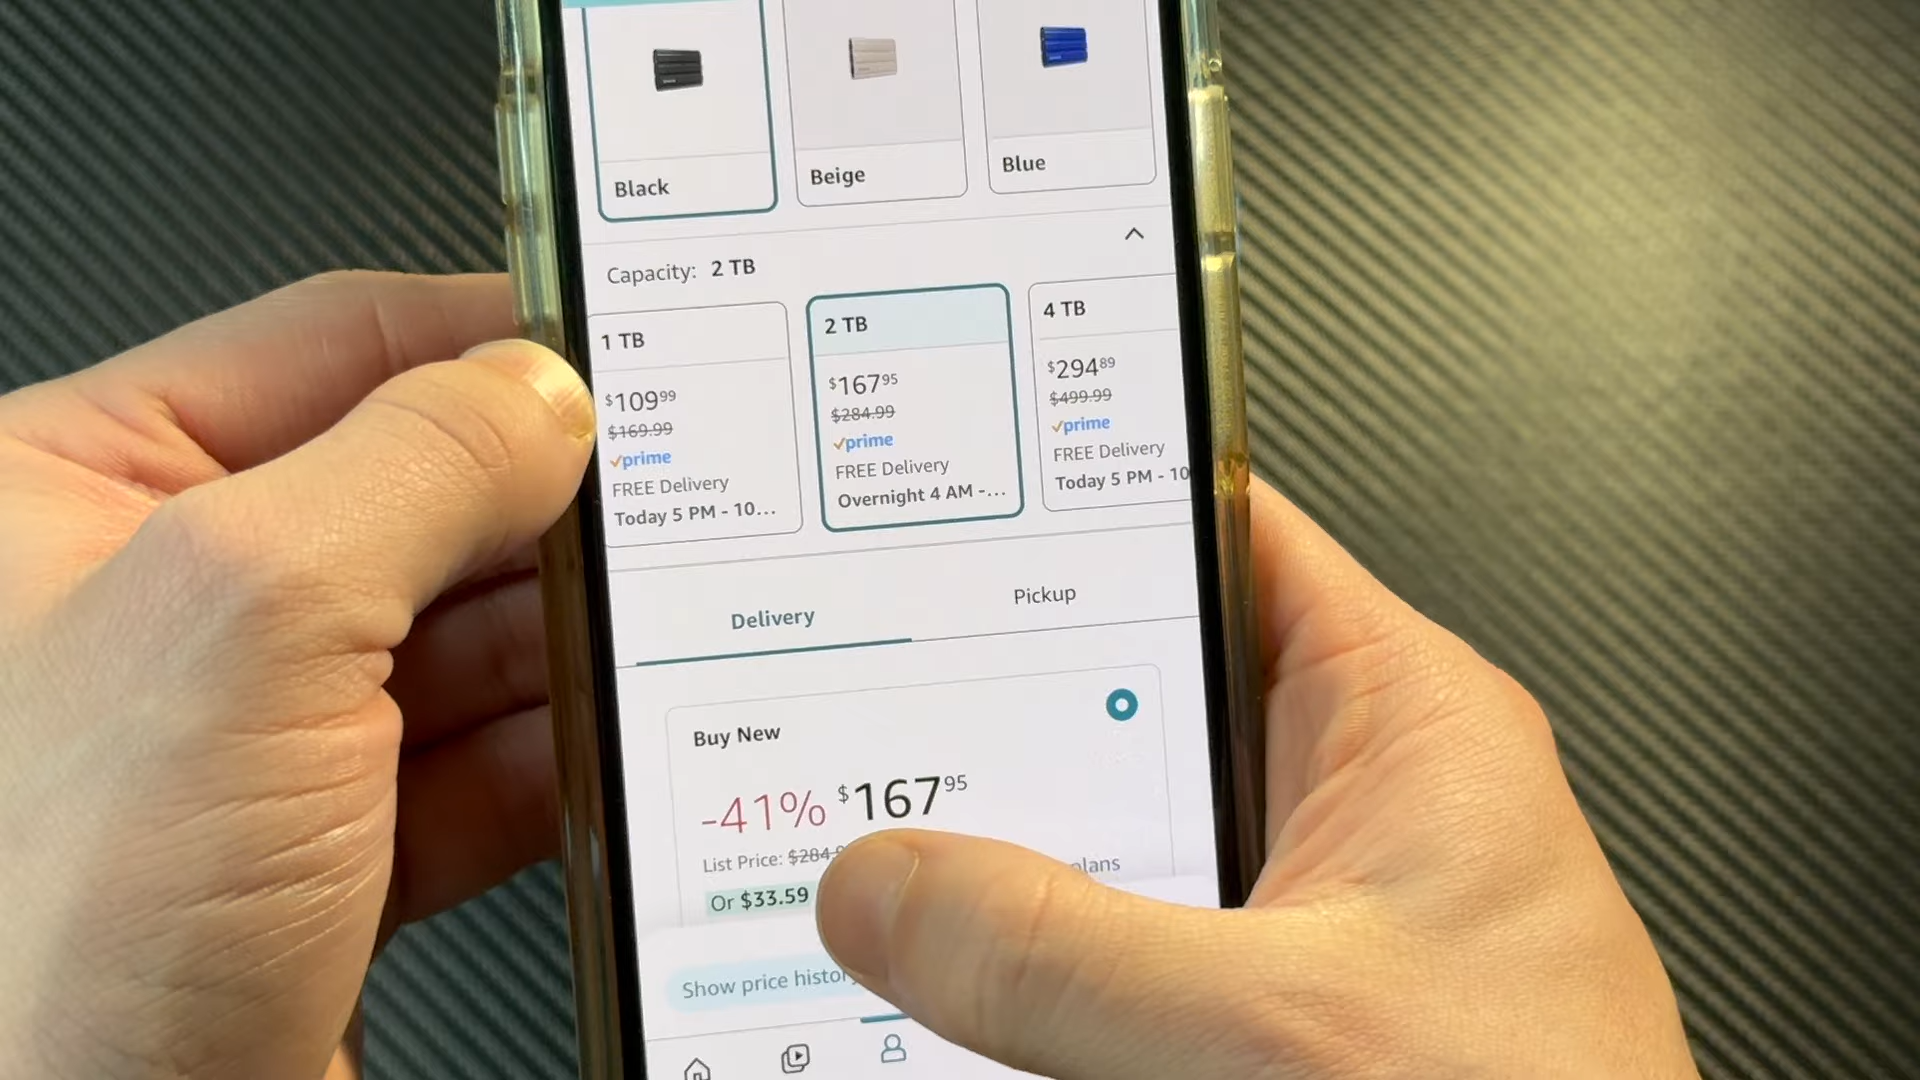 Black
Beige
Blue
Capacity: 2 TB
1 TB
$109.99
$169.99
prime
FREE Delivery
Today 5 PM - 10...
2 TB
$167.95
$284.99
prime
FREE Delivery
Overnight 4 AM -...
4 TB
$294.89
$499.99
prime
FREE Delivery
Today 5 PM - 10
Delivery
Pickup
Buy New
-41% $167.95
List Price: $284.9
Or $33.59 plans
Show price history